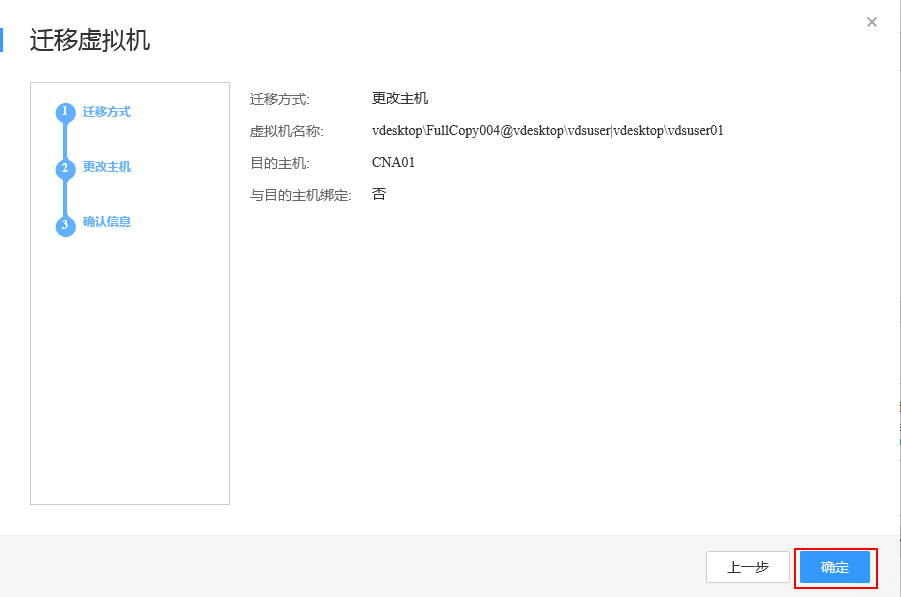 迁移虚拟机
×
1 迁移方式
2 更改主机
3 确认信息
迁移方式: 更改主机
虚拟机名称: vdesktop\FullCopy004@vdesktop\vdsuser|vdesktop\vdsuser01
目的主机: CNA01
与目的主机绑定: 否
上一步 确定